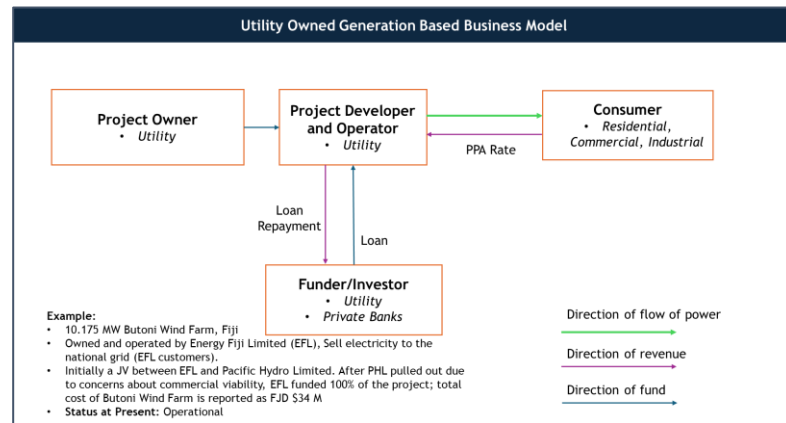 Utility Owned Generation Based Business Model
Project Owner
• Utility
Project Developer
and Operator
• Utility
Consumer
• Residential,
Commercial, Industrial
PPA Rate
Loan
Repayment
Loan
Funder/Investor
• Utility
• Private Banks
Example:
• 10.175 MW Butoni Wind Farm, Fiji
• Owned and operated by Energy Fiji Limited (EFL), Sell electricity to the
national grid (EFL customers).
• Initially a JV between EFL and Pacific Hydro Limited. After PHL pulled out due
to concerns about commercial viability, EFL funded 100% of the project; total
cost of Butoni Wind Farm is reported as FJD $34 M
• Status at Present: Operational
Direction of flow of power
Direction of revenue
Direction of fund